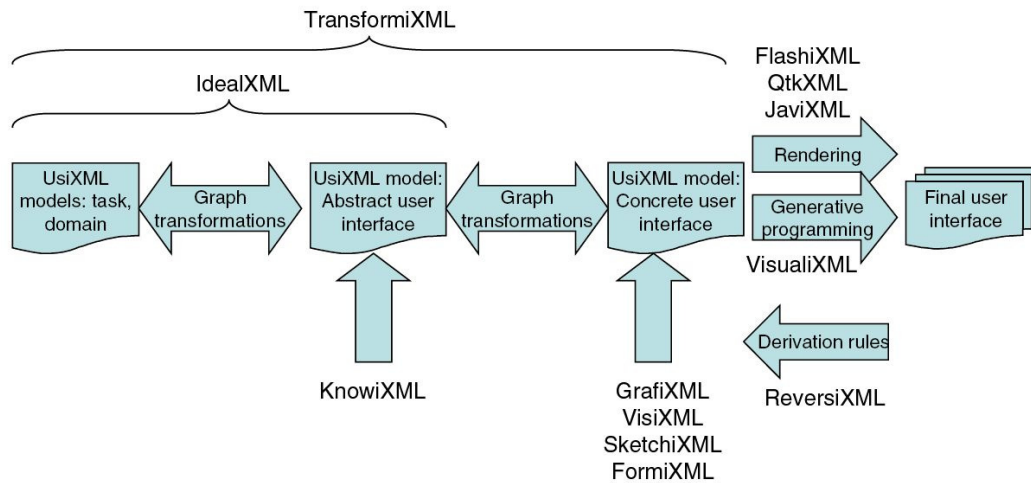 TransformiXML
IdealXML
FlashiXML
QtkXML
JaviXML
UsiXML
models: task,
domain
Graph
transformations
UsiXML model:
Abstract user
interface
Graph
transformations
UsiXML model:
Concrete user
interface
Rendering
Generative
programming
VisualiXML
Final user
interface
Derivation rules
ReversiXML
KnowiXML
GrafiXML
VisiXML
SketchiXML
FormiXML